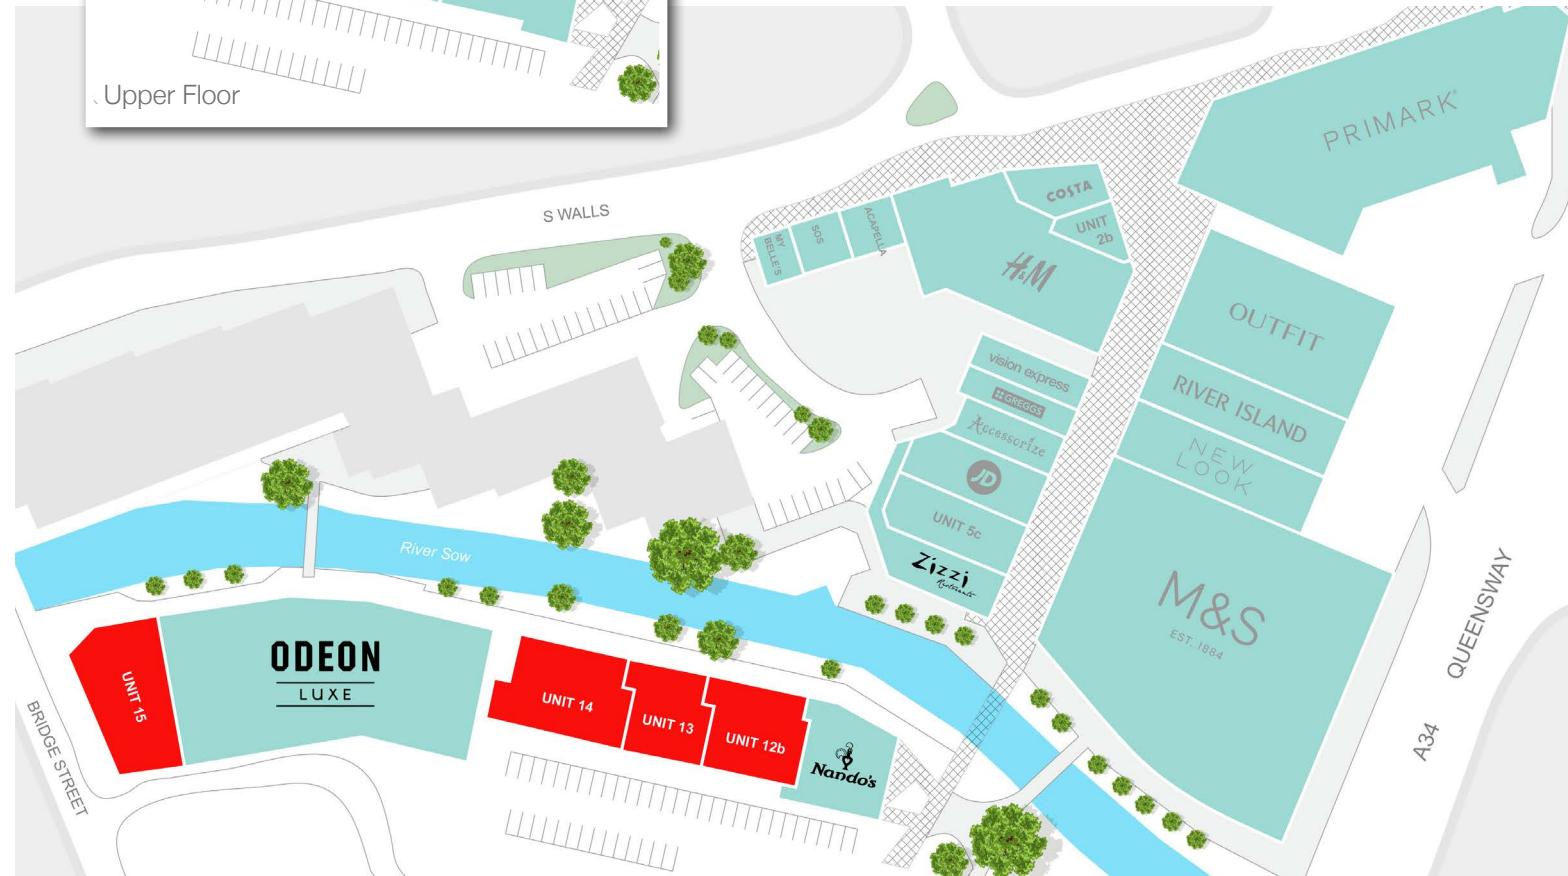 Upper Floor
S WALLS
PRIMARK
COSTA
UNIT
2b
MY
BELLE'S
SOS
ACAPELLA
H&M
OUTFIT
vision express
GREGGS
Accessorize
RIVER ISLAND
NEW
LOOK
JD
UNIT 5c
Zizzi
Ristorante
River Sow
M&S
EST. 1884
QUEENSWAY
A34
ODEON
LUXE
UNIT 15
UNIT 14
UNIT 13
UNIT 12b
Nando's
BRIDGE STREET